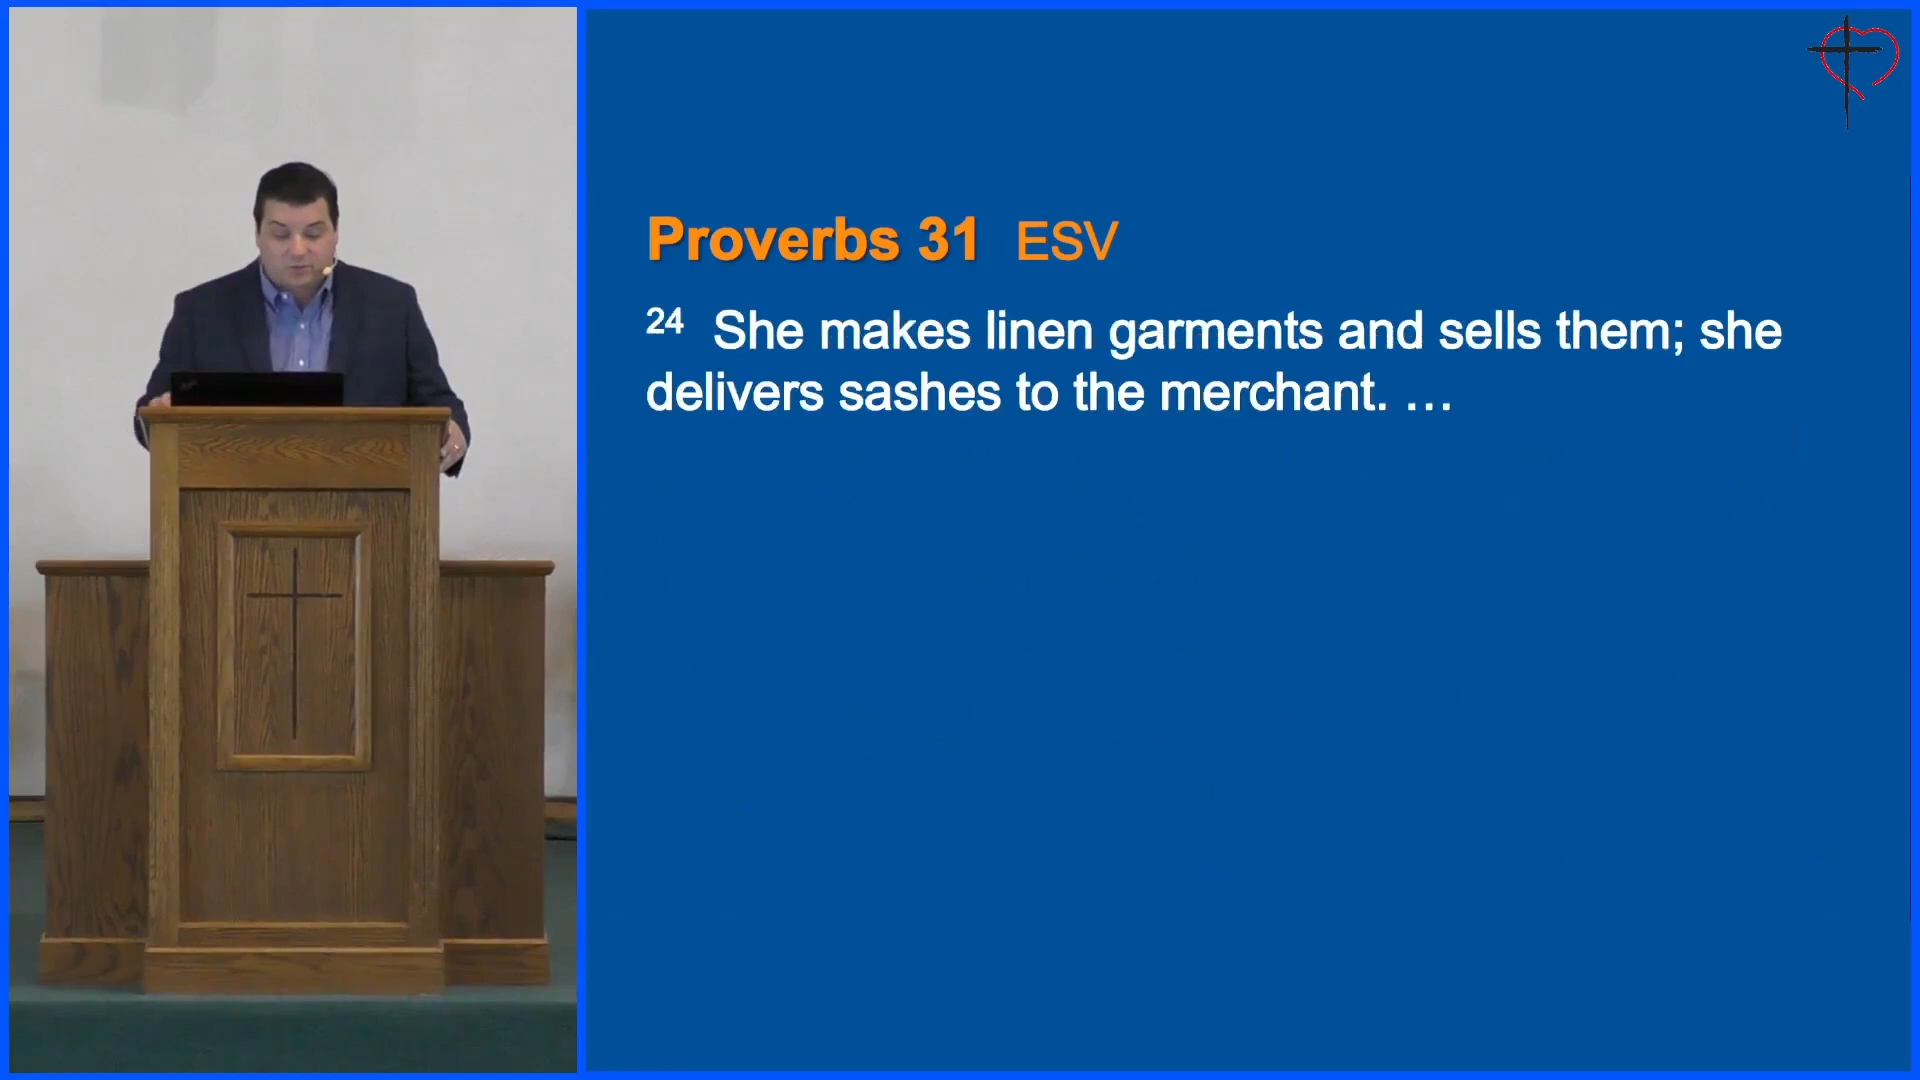 Proverbs 31 ESV
24 She makes linen garments and sells them; she
delivers sashes to the merchant. …